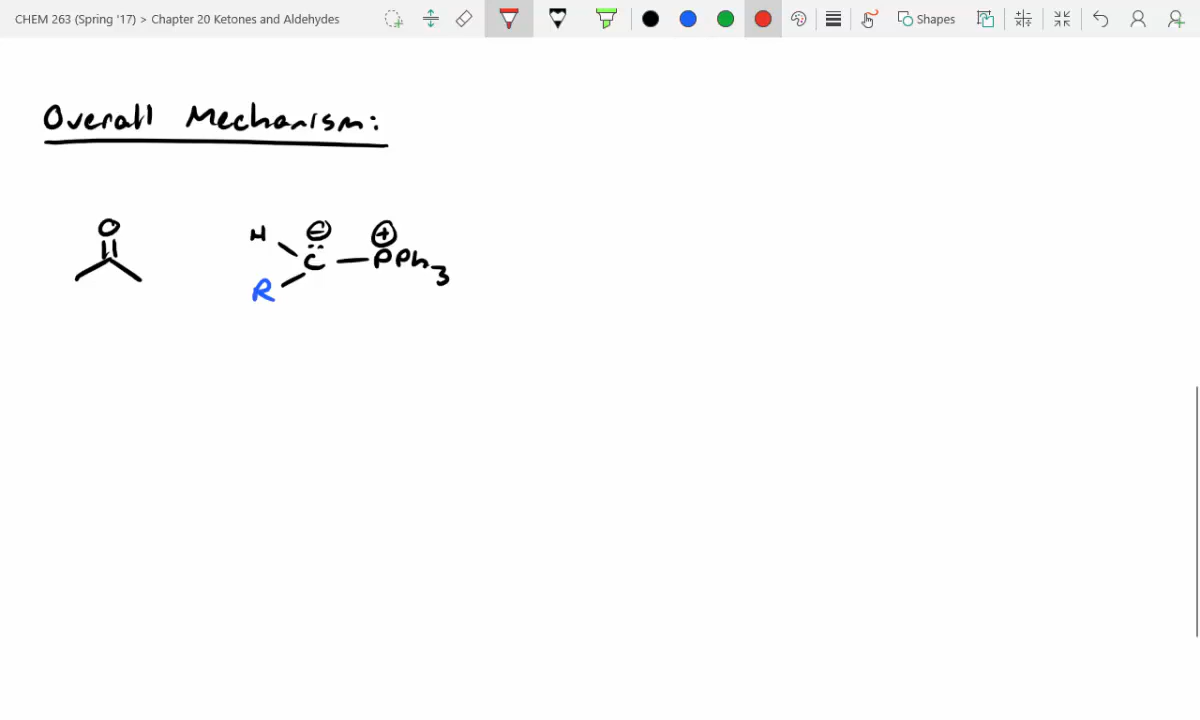 CHEM 263 (Spring '17) > Chapter 20 Ketones and Aldehydes
Shapes
Overall Mechanism:
O
H ⊖ ⊕
C̈ — PPh3
R